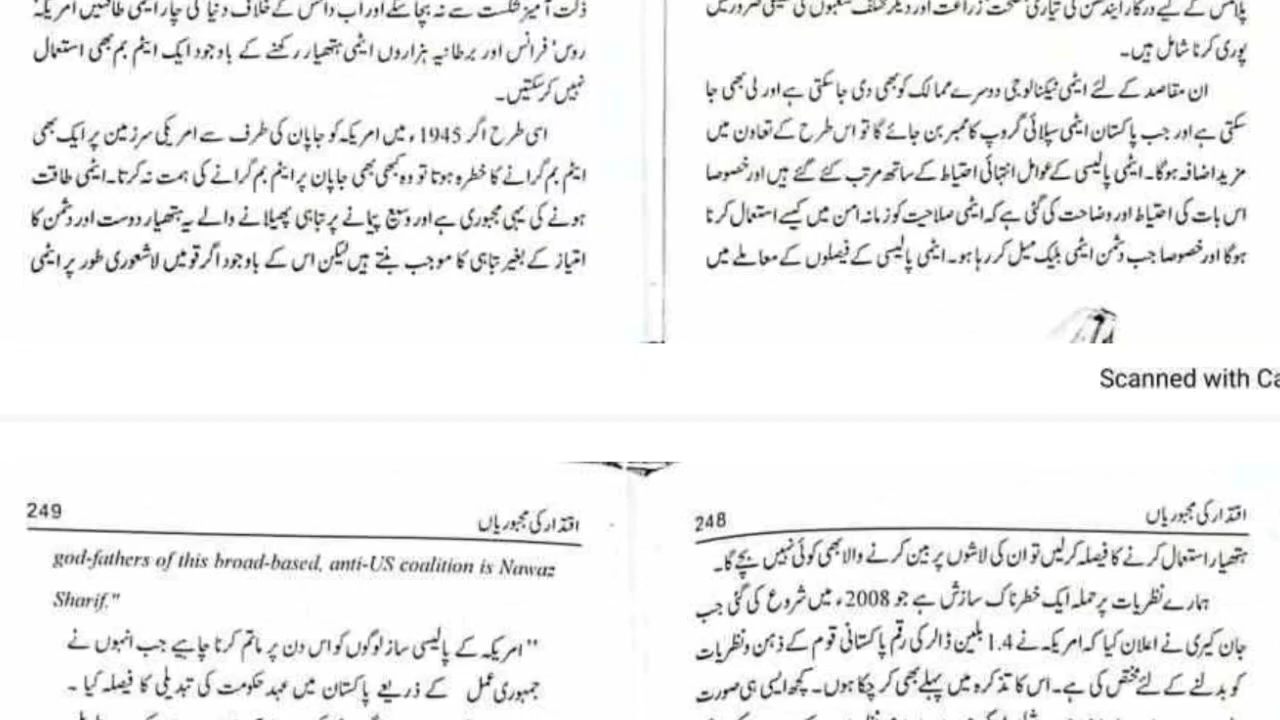 پلانٹس کے لیے درکار ایندھن کی تیاری صحت زراعت اور دیگر مختلف شعبوں کی ضرورتیں
پوری کرنا شامل ہیں۔
ان مقاصد کے لئے ایٹمی ٹیکنالوجی دوسرے ممالک کو بھی دی جا سکتی ہے اور لی بھی جا
سکتی ہے اور جب پاکستان ایٹمی سپلائی گروپ کا ممبر بن جائے گا تو اس طرح کے تعاون میں
مزید اضافہ ہوگا۔ ایٹمی پالیسی کے عوامل انتہائی احتیاط کے ساتھ مرتب کئے گئے ہیں اور خصوصا
اس بات کی احتیاط اور وضاحت کی گئی ہے کہ ایٹمی صلاحیت کو زمانہ امن میں کیسے استعمال کرنا
ہوگا اور خصوصا جب دشمن ایٹمی بلیک میل کر رہا ہو۔ ایٹمی پالیسی کے فیصلوں کے معاملے میں
ذلت آمیز شکست سے نہ بچا سکے اور اب داعش کے خلاف دنیا کی چار ایٹمی طاقتیں امریکہ'
روس' فرانس اور برطانیہ ہزاروں ایٹمی ہتھیار رکھنے کے باوجود ایک ایٹم بم بھی استعمال
نہیں کر سکتیں۔
اسی طرح اگر 1945ء میں امریکہ کو جاپان کی طرف سے امریکی سرزمین پر ایک بھی
ایٹم بم گرانے کا خطرہ ہوتا تو وہ کبھی بھی جاپان پر ایٹم بم گرانے کی ہمت نہ کرتا۔ ایٹمی طاقت
ہونے کی یہی مجبوری ہے اور وسیع پیمانے پر تباہی پھیلانے والے یہ ہتھیار دوست اور دشمن کا
امتیاز کے بغیر تباہی کا موجب بنتے ہیں لیکن اس کے باوجود اگر قومیں لاشعوری طور پر ایٹمی
Scanned with Ca
248 اقتدار کی مجبوریاں
ہتھیار استعمال کرنے کا فیصلہ کر لیں تو ان کی لاشوں پر بین کرنے والا بھی کوئی نہیں بچے گا۔
ہمارے نظریات پر حملہ ایک خطرناک سازش ہے جو 2008ء میں شروع کی گئی جب
جان کیری نے اعلان کیا کہ امریکہ نے 1.4 بلین ڈالر کی رقم پاکستانی قوم کے ذہن و نظریات
کو بدلنے کے لئے مختص کی ہے۔ اس کا تذکرہ میں پہلے بھی کر چکا ہوں۔ کچھ ایسی ہی صورت
249 اقتدار کی مجبوریاں
god-fathers of this broad-based, anti-US coalition is Nawaz
Sharif."
"امریکہ کے پالیسی ساز لوگوں کو اس دن پر ماتم کرنا چاہیے جب انہوں نے
جمہوری عمل کے ذریعے پاکستان میں عہد حکومت کی تبدیلی کا فیصلہ کیا ۔